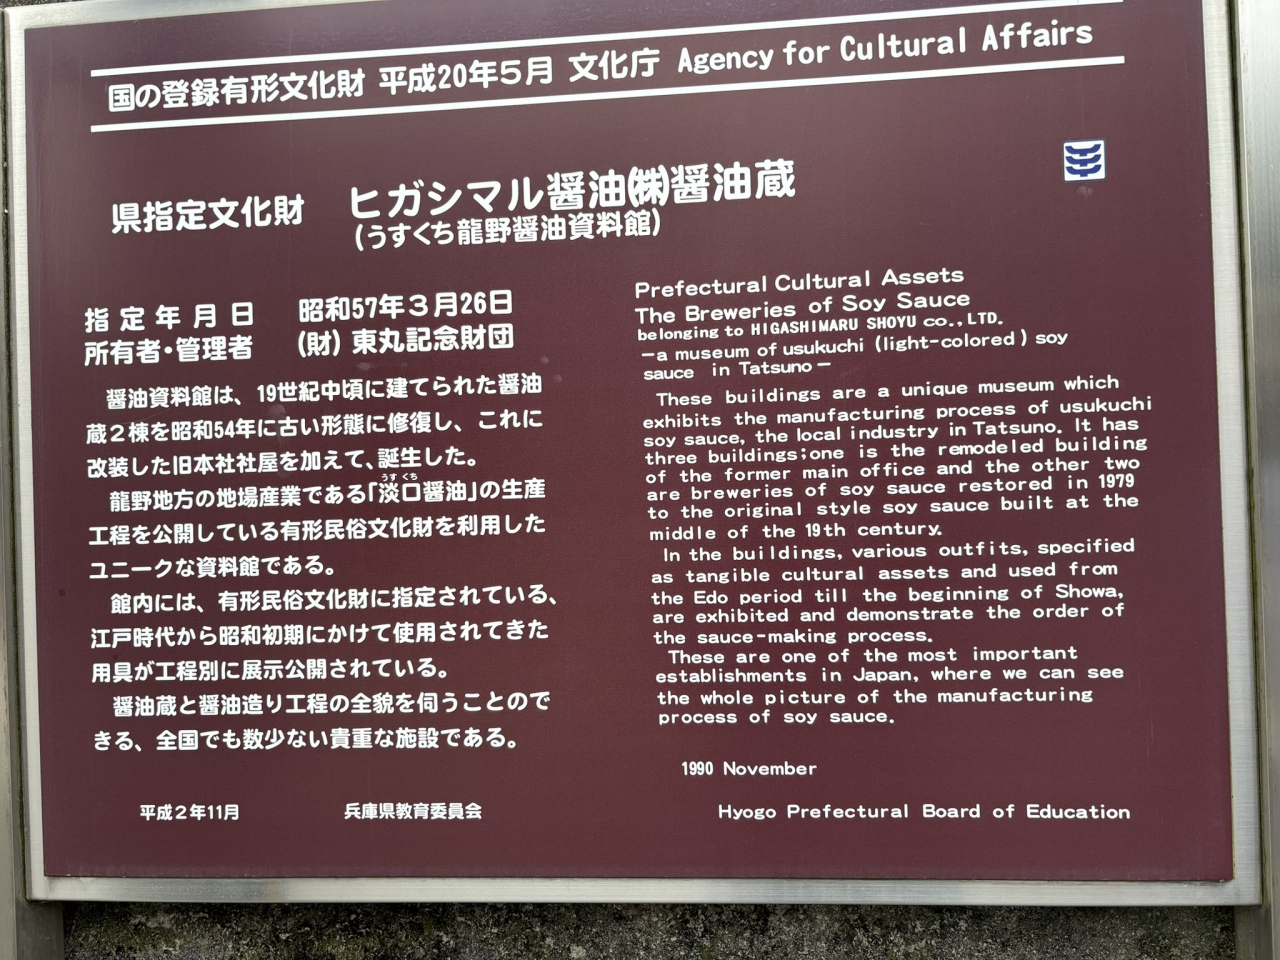 国の登録有形文化財 平成20年5月 文化庁 Agency for Cultural Affairs
県指定文化財 ヒガシマル醤油㈱醤油蔵
(うすくち龍野醤油資料館)
指定年月日 昭和57年3月26日
所有者・管理者 (財)東丸記念財団
醤油資料館は、19世紀中頃に建てられた醤油
蔵2棟を昭和54年に古い形態に修復し、これに
改装した旧本社社屋を加えて、誕生した。
うすくち
龍野地方の地場産業である「淡口醤油」の生産
工程を公開している有形民俗文化財を利用した
ユニークな資料館である。
館内には、有形民俗文化財に指定されている、
江戸時代から昭和初期にかけて使用されてきた
用具が工程別に展示公開されている。
醤油蔵と醤油造り工程の全貌を伺うことので
きる、全国でも数少ない貴重な施設である。
平成2年11月 兵庫県教育委員会
Prefectural Cultural Assets
The Breweries of Soy Sauce
belonging to HIGASHIMARU SHOYU co.,LTD.
—a museum of usukuchi (light-colored) soy
sauce in Tatsuno—
These buildings are a unique museum which
exhibits the manufacturing process of usukuchi
soy sauce, the local industry in Tatsuno. It has
three buildings;one is the remodeled building
of the former main office and the other two
are breweries of soy sauce restored in 1979
to the original style soy sauce built at the
middle of the 19th century.
In the buildings, various outfits, specified
as tangible cultural assets and used from
the Edo period till the beginning of Showa,
are exhibited and demonstrate the order of
the sauce-making process.
These are one of the most important
establishments in Japan, where we can see
the whole picture of the manufacturing
process of soy sauce.
1990 November
Hyogo Prefectural Board of Education